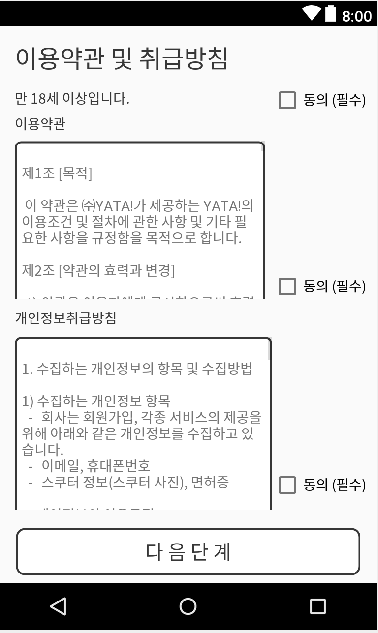 8:00
이용약관 및 취급방침
만 18세 이상입니다.
동의 (필수)
이용약관
제1조 [목적]
이 약관은 ㈜YATA!가 제공하는 YATA!의
이용조건 및 절차에 관한 사항 및 기타 필
요한 사항을 규정함을 목적으로 합니다.
제2조 [약관의 효력과 변경]
동의 (필수)
개인정보취급방침
1. 수집하는 개인정보의 항목 및 수집방법
1) 수집하는 개인정보 항목
- 회사는 회원가입, 각종 서비스의 제공을
위해 아래와 같은 개인정보를 수집하고 있
습니다.
- 이메일, 휴대폰번호
- 스쿠터 정보(스쿠터 사진), 면허증
동의 (필수)
다 음 단 계